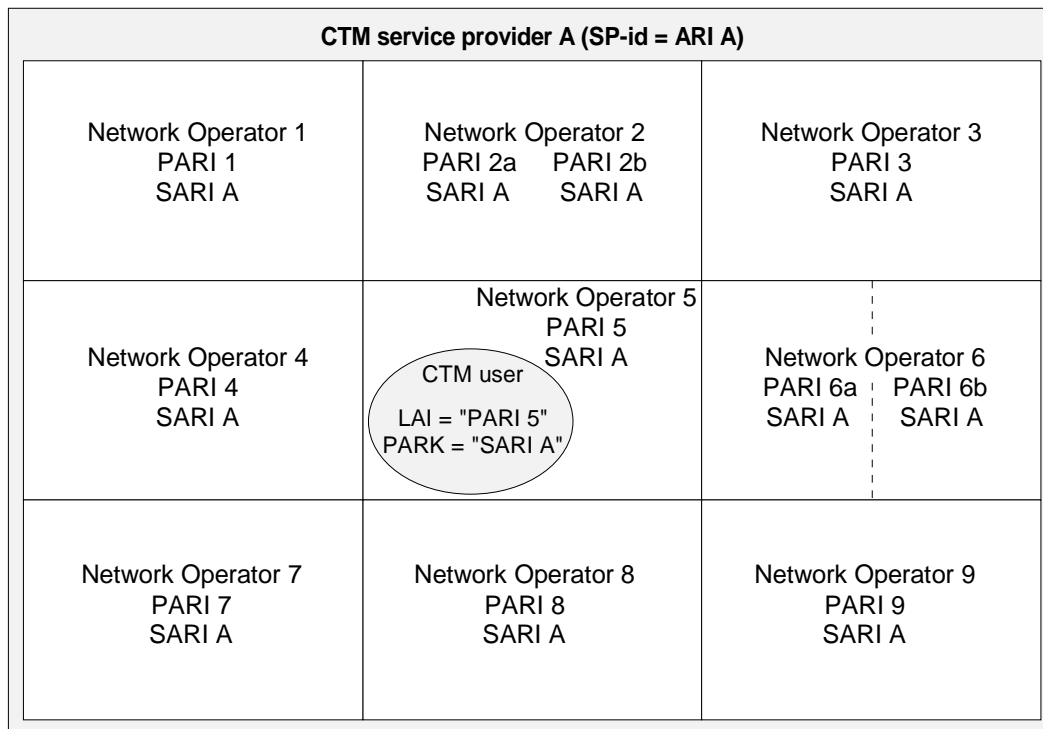 CTM service provider A (SP-id = ARI A)
Network Operator 1
PARI 1
SARI A
Network Operator 2
PARI 2a PARI 2b
SARI A SARI A
Network Operator 3
PARI 3
SARI A
Network Operator 4
PARI 4
SARI A
Network Operator 5
PARI 5
SARI A
CTM user
LAI = "PARI 5"
PARK = "SARI A"
Network Operator 6
PARI 6a PARI 6b
SARI A SARI A
Network Operator 7
PARI 7
SARI A
Network Operator 8
PARI 8
SARI A
Network Operator 9
PARI 9
SARI A